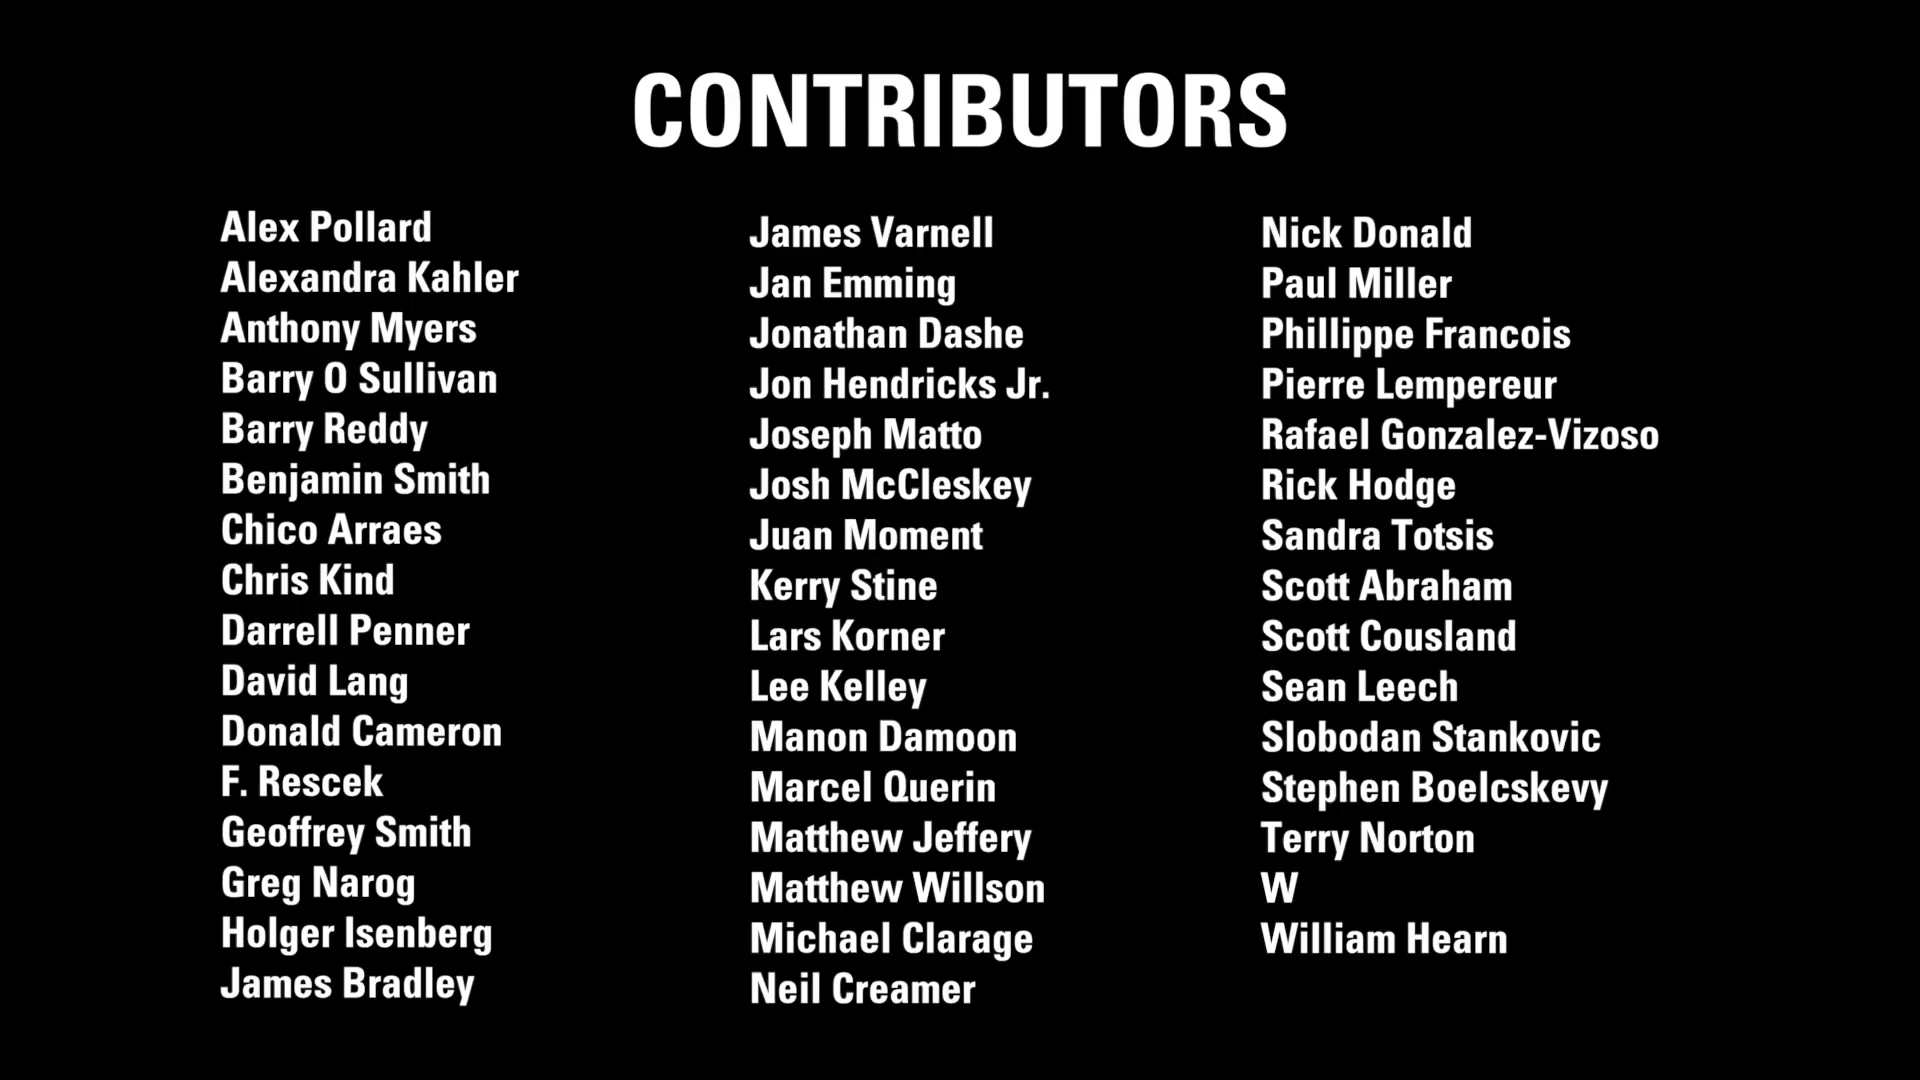 CONTRIBUTORS
Alex Pollard
Alexandra Kahler
Anthony Myers
Barry O Sullivan
Barry Reddy
Benjamin Smith
Chico Arraes
Chris Kind
Darrell Penner
David Lang
Donald Cameron
F. Rescek
Geoffrey Smith
Greg Narog
Holger Isenberg
James Bradley
James Varnell
Jan Emming
Jonathan Dashe
Jon Hendricks Jr.
Joseph Matto
Josh McCleskey
Juan Moment
Kerry Stine
Lars Korner
Lee Kelley
Manon Damoon
Marcel Querin
Matthew Jeffery
Matthew Willson
Michael Clarage
Neil Creamer
Nick Donald
Paul Miller
Phillippe Francois
Pierre Lempereur
Rafael Gonzalez-Vizoso
Rick Hodge
Sandra Totsis
Scott Abraham
Scott Cousland
Sean Leech
Slobodan Stankovic
Stephen Boelcskevy
Terry Norton
W
William Hearn